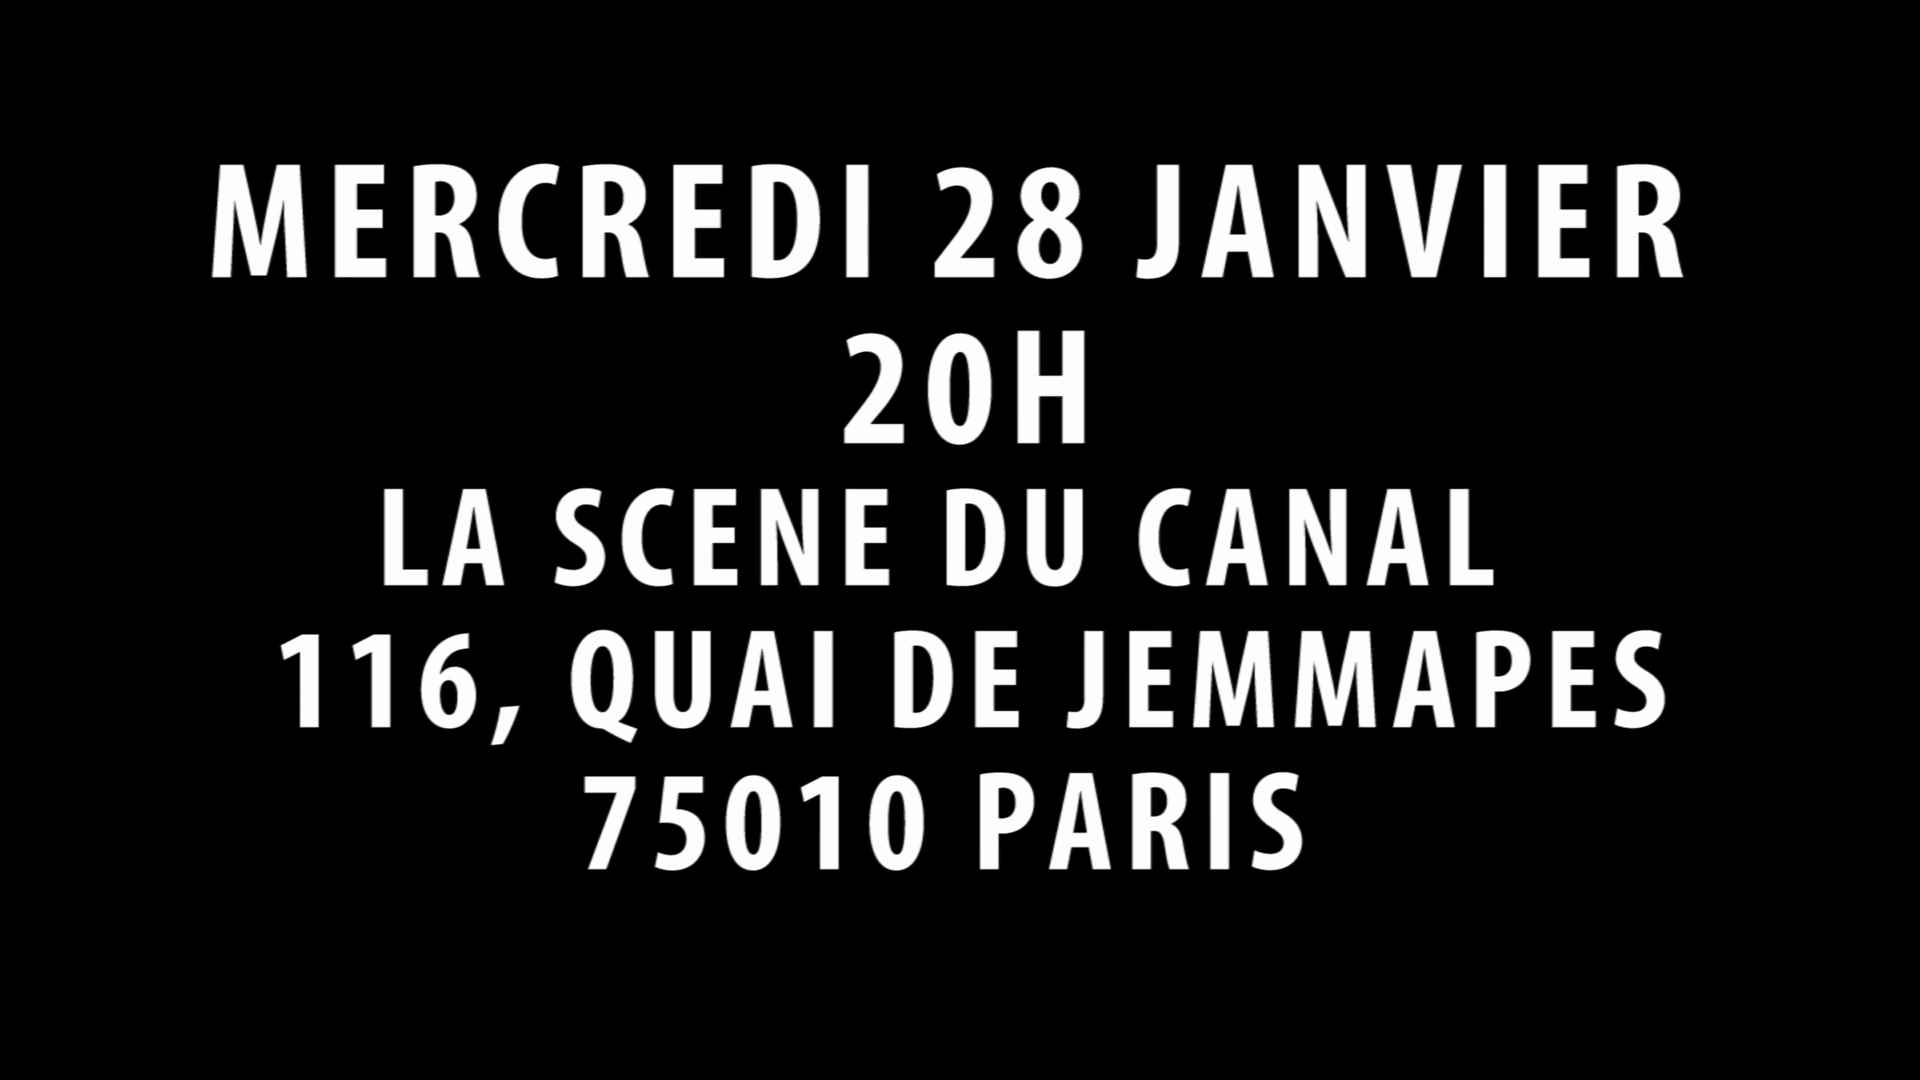 MERCREDI 28 JANVIER
20H
LA SCENE DU CANAL
116, QUAI DE JEMMAPES
75010 PARIS